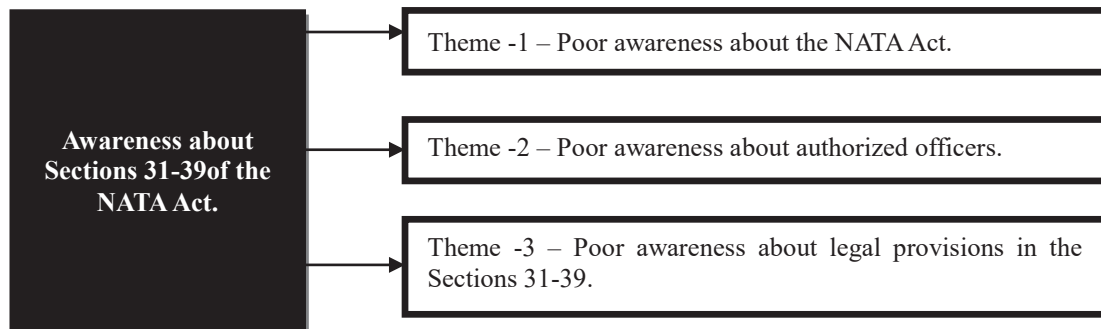 Awareness about
Sections 31-39of the
NATA Act.
Theme -1 – Poor awareness about the NATA Act.
Theme -2 – Poor awareness about authorized officers.
Theme -3 – Poor awareness about legal provisions in the
Sections 31-39.